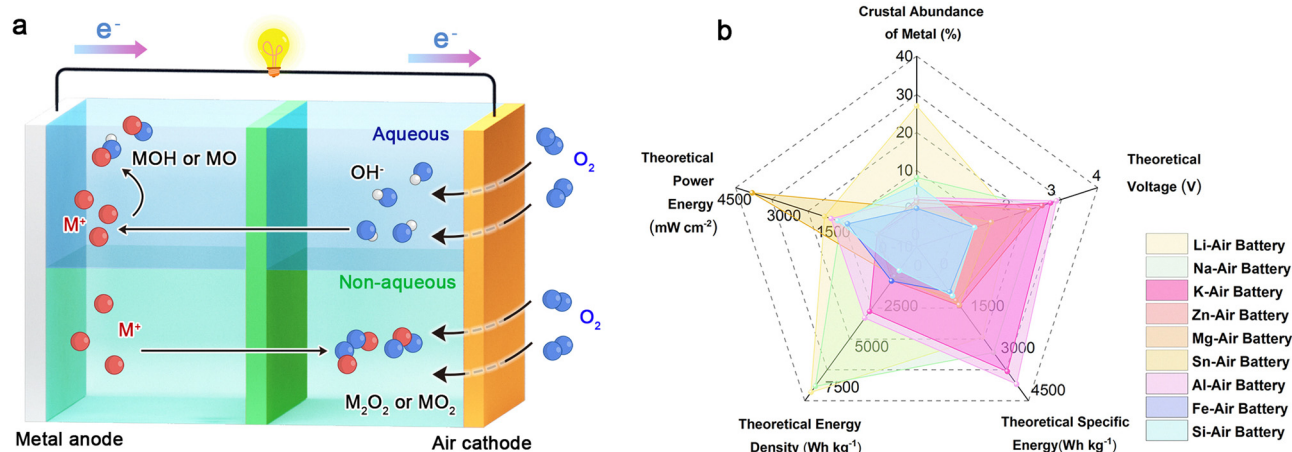 a
e⁻
e⁻
Aqueous
MOH or MO
OH⁻
O₂
M⁺
Non-aqueous
M⁺
O₂
M₂O₂ or MO₂
Metal anode
Air cathode
b
Crustal Abundance
of Metal (%)
40
30
20
10
0
Theoretical
Voltage (V)
4
3
2
Theoretical
Power
Energy
(mW cm⁻²)
4500
3000
1500
2500
5000
7500
1500
3000
4500
Theoretical Energy
Density (Wh kg⁻¹)
Theoretical Specific
Energy(Wh kg⁻¹)
Li-Air Battery
Na-Air Battery
K-Air Battery
Zn-Air Battery
Mg-Air Battery
Sn-Air Battery
Al-Air Battery
Fe-Air Battery
Si-Air Battery